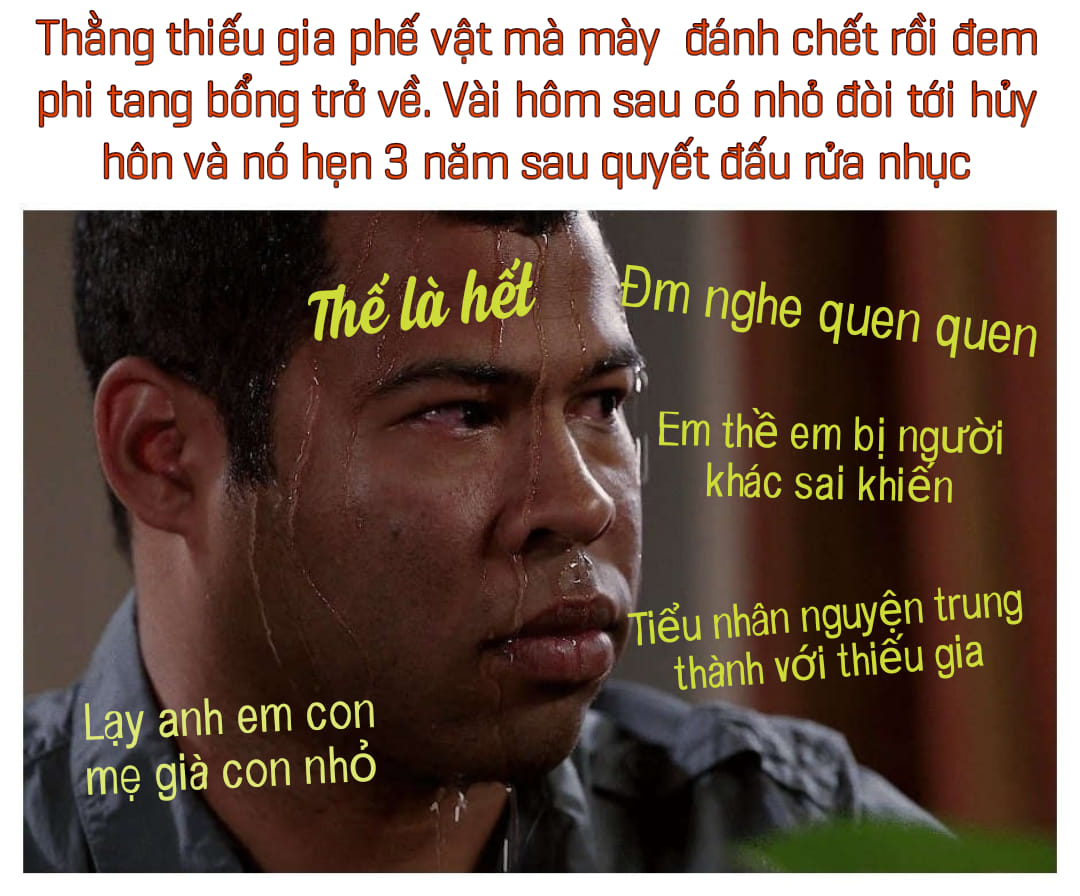 Thằng thiếu gia phế vật mà mày đánh chết rồi đem
phi tang bổng trở về. Vài hôm sau có nhỏ đòi tới hủy
hôn và nó hẹn 3 năm sau quyết đấu rửa nhục
Thế là hết
Đm nghe quen quen
Em thề em bị người
khác sai khiến
Tiểu nhân nguyện trung
thành với thiếu gia
Lạy anh em con
mẹ già con nhỏ